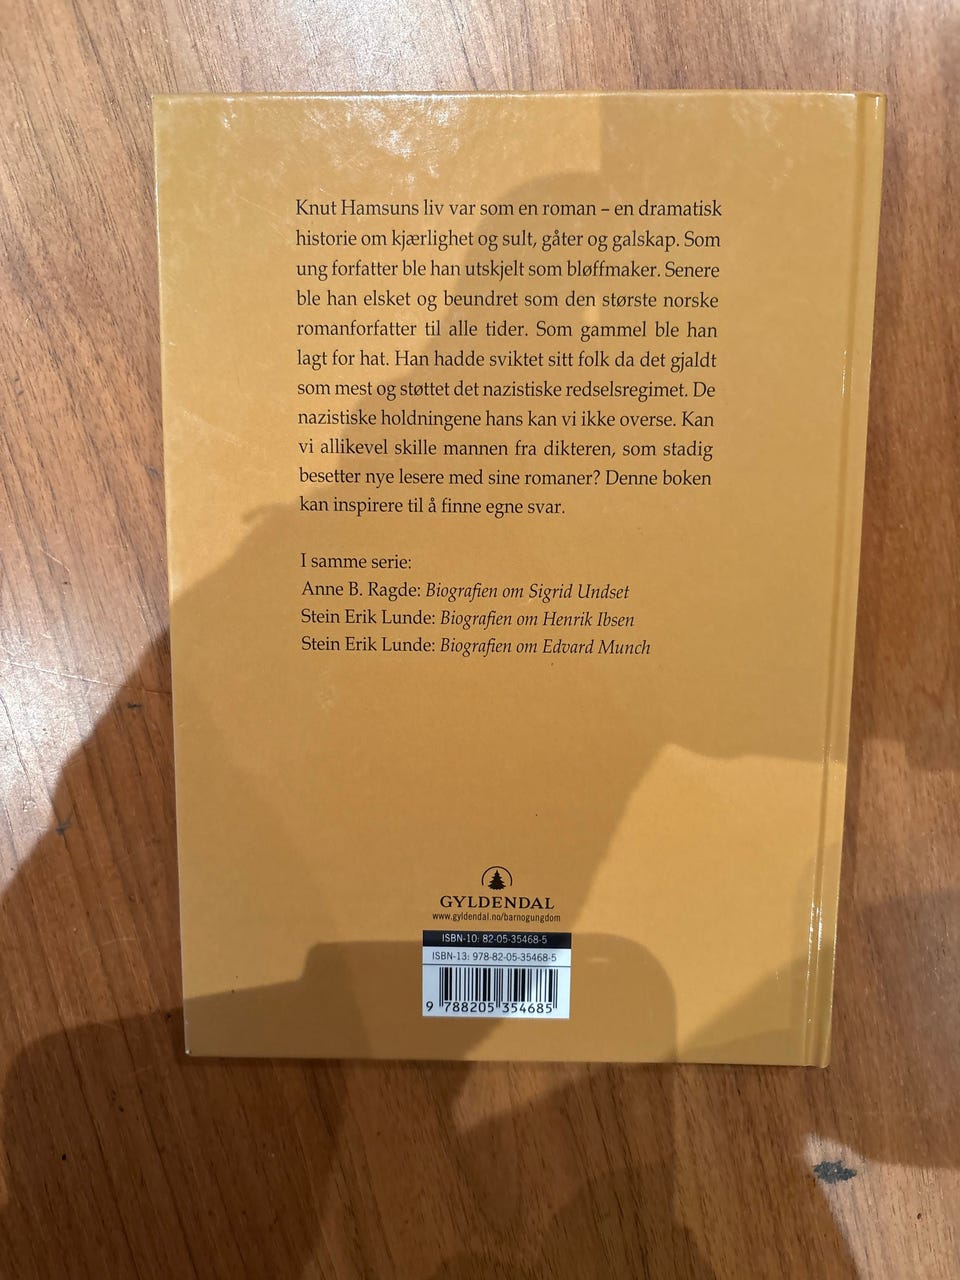 Knut Hamsuns liv var som en roman – en dramatisk
historie om kjærlighet og sult, gåter og galskap. Som
ung forfatter ble han utskjelt som bløffmaker. Senere
ble han elsket og beundret som den største norske
romanforfatter til alle tider. Som gammel ble han
lagt for hat. Han hadde sviktet sitt folk da det gjaldt
som mest og støttet det nazistiske redselsregimet. De
nazistiske holdningene hans kan vi ikke overse. Kan
vi allikevel skille mannen fra dikteren, som stadig
besetter nye lesere med sine romaner? Denne boken
kan inspirere til å finne egne svar.
I samme serie:
Anne B. Ragde: Biografien om Sigrid Undset
Stein Erik Lunde: Biografien om Henrik Ibsen
Stein Erik Lunde: Biografien om Edvard Munch
GYLDENDAL
www.gyldendal.no/barnogungdom
ISBN-10: 82-05-35468-5
ISBN-13: 978-82-05-35468-5
9 788205 354685